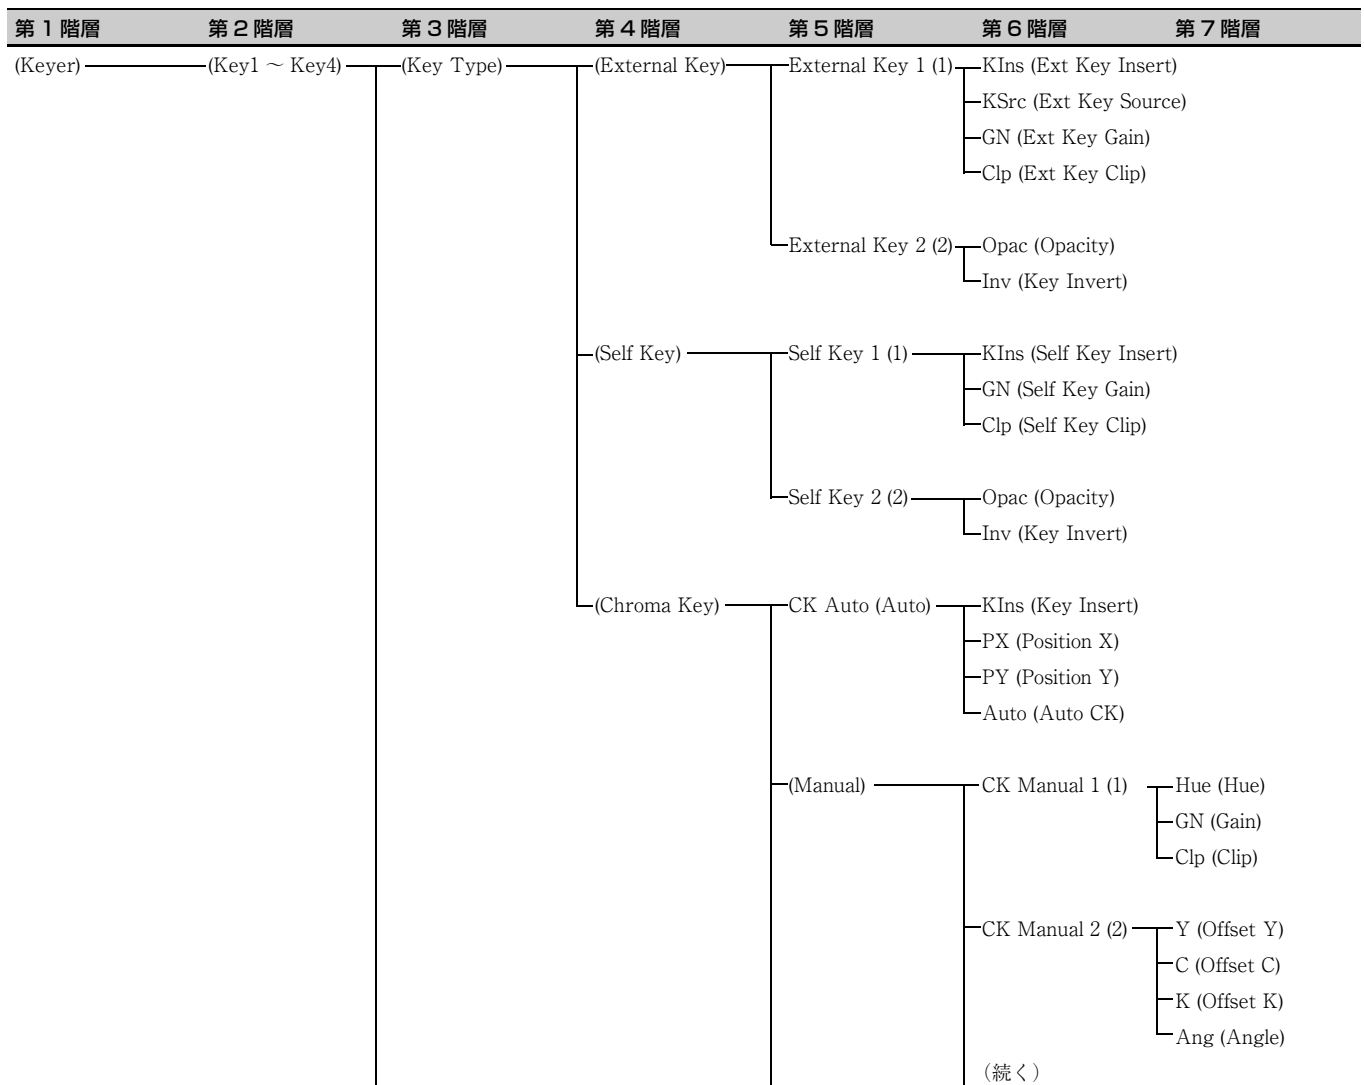 第 1 階層 第 2 階層 第 3 階層 第 4 階層 第 5 階層 第 6 階層 第 7 階層
(Keyer) (Key1 ～ Key4) (Key Type) (External Key) External Key 1 (1) KIns (Ext Key Insert)
KSrc (Ext Key Source)
GN (Ext Key Gain)
Clp (Ext Key Clip)
External Key 2 (2) Opac (Opacity)
Inv (Key Invert)
(Self Key) Self Key 1 (1) KIns (Self Key Insert)
GN (Self Key Gain)
Clp (Self Key Clip)
Self Key 2 (2) Opac (Opacity)
Inv (Key Invert)
(Chroma Key) CK Auto (Auto) KIns (Key Insert)
PX (Position X)
PY (Position Y)
Auto (Auto CK)
(Manual) CK Manual 1 (1) Hue (Hue)
GN (Gain)
Clp (Clip)
CK Manual 2 (2) Y (Offset Y)
C (Offset C)
K (Offset K)
Ang (Angle)
（続く）